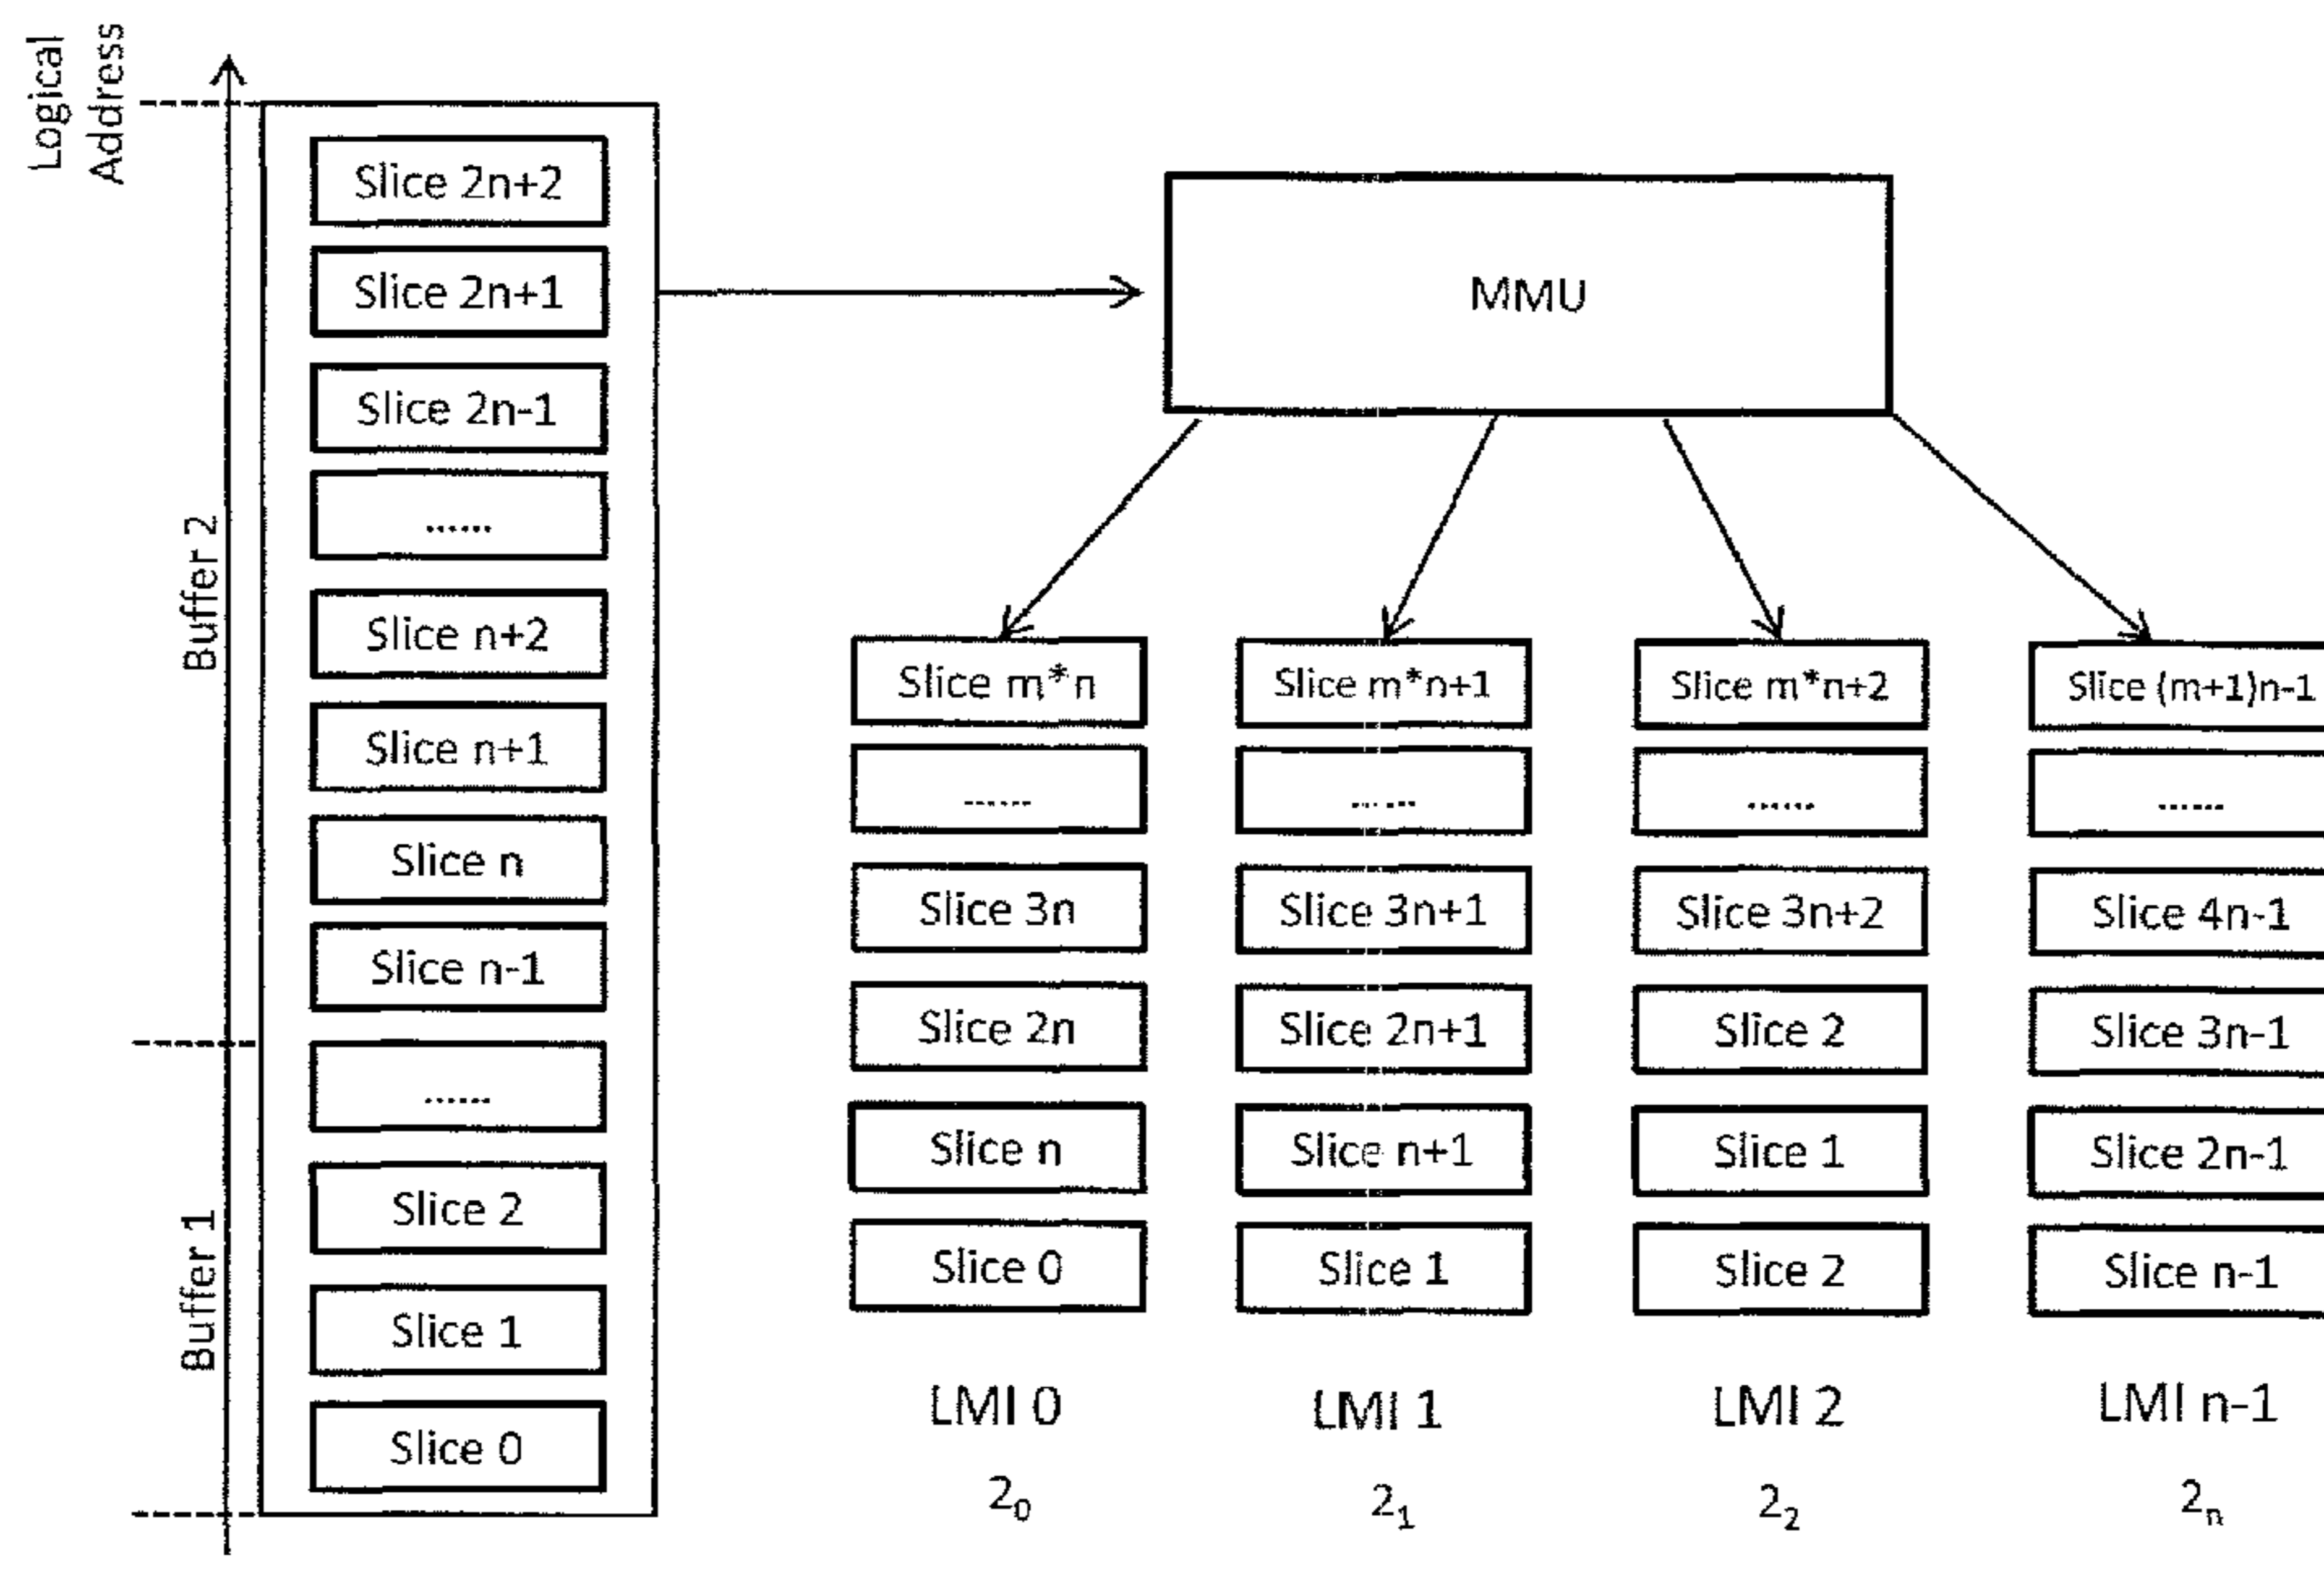 Logical
Address
Buffer 2
Buffer 1
Slice 2n+2
Slice 2n+1
Slice 2n-1
......
Slice n+2
Slice n+1
Slice n
Slice n-1
......
Slice 2
Slice 1
Slice 0
MMU
Slice m*n
......
Slice 3n
Slice 2n
Slice n
Slice 0
LMI 0
2₀
Slice m*n+1
......
Slice 3n+1
Slice 2n+1
Slice n+1
Slice 1
LMI 1
2₁
Slice m*n+2
......
Slice 3n+2
Slice 2
Slice 1
Slice 2
LMI 2
2₂
Slice (m+1)n-1
......
Slice 4n-1
Slice 3n-1
Slice 2n-1
Slice n-1
LMI n-1
2ₙ